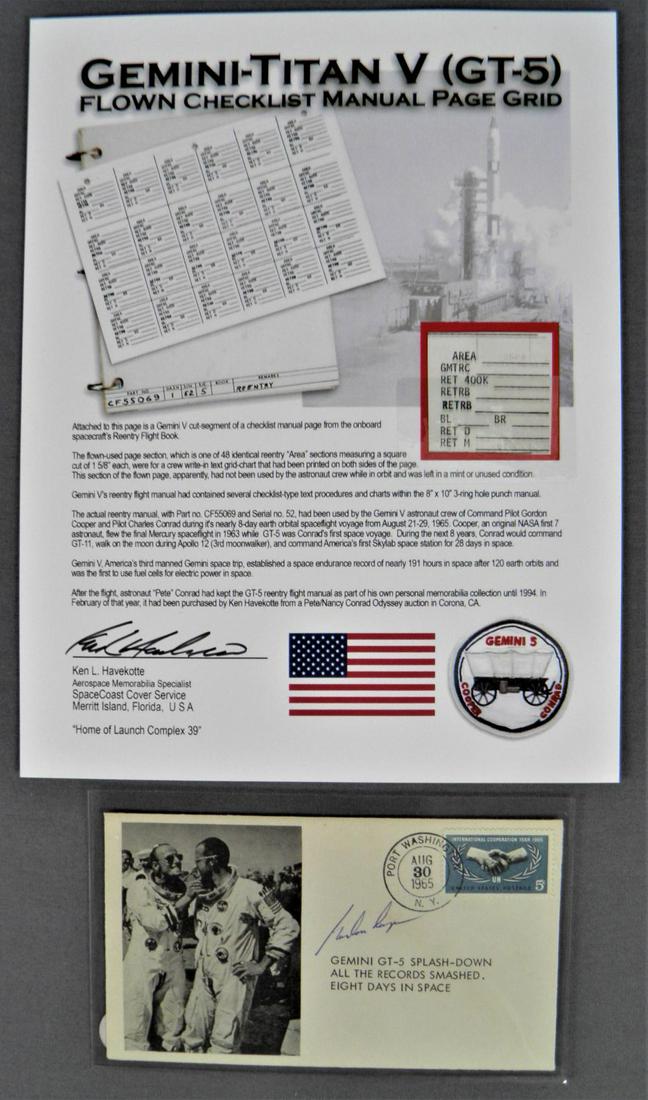 GEMINI-TITAN V (GT-5)
FLOWN CHECKLIST MANUAL PAGE GRID
PART NO. DASH S/N S/C BOOK REMARKS
CF55069 1 52 5 REENTRY
AREA
GMTRC
RET 400K
RETRB
RETRB
BL BR
RET D
RET M
Attached to this page is a Gemini V cut-segment of a checklist manual page from the onboard
spacecraft's Reentry Flight Book.
The flown-used page section, which is one of 48 identical reentry "Area" sections measuring a square
cut of 1 5/8" each, were for a crew write-in text grid-chart that had been printed on both sides of the page.
This section of the flown page, apparently, had not been used by the astronaut crew while in orbit and was left in a mint or unused condition.
Gemini V's reentry flight manual had contained several checklist-type text procedures and charts within the 8" x 10" 3-ring hole punch manual.
The actual reentry manual, with Part no. CF55069 and Serial no. 52, had been used by the Gemini V astronaut crew of Command Pilot Gordon
Cooper and Pilot Charles Conrad during it's nearly 8-day earth orbital spaceflight voyage from August 21-29, 1965. Cooper, an original NASA first 7
astronaut, flew the final Mercury spaceflight in 1963 while GT-5 was Conrad's first space voyage. During the next 8 years, Conrad would command
GT-11, walk on the moon during Apollo 12 (3rd moonwalker), and command America's first Skylab space station for 28 days in space.
Gemini V, America's third manned Gemini space trip, established a space endurance record of nearly 191 hours in space after 120 earth orbits and
was the first to use fuel cells for electric power in space.
After the flight, astronaut "Pete" Conrad had kept the GT-5 reentry flight manual as part of his own personal memorabilia collection until 1994. In
February of that year, it had been purchased by Ken Havekotte from a Pete/Nancy Conrad Odyssey auction in Corona, CA.
Ken L. Havekotte
Aerospace Memorabilia Specialist
SpaceCoast Cover Service
Merritt Island, Florida, U S A
"Home of Launch Complex 39"
GEMINI 5
COOPER
CONRAD
PORT WASHING
AUG
30
1965
N. Y.
INTERNATIONAL COOPERATION YEAR 1965
UN
UNITED STATES POSTAGE 5¢
GEMINI GT-5 SPLASH-DOWN
ALL THE RECORDS SMASHED.
EIGHT DAYS IN SPACE